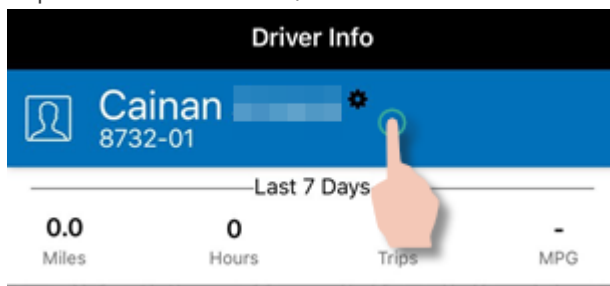 Driver Info
Cainan
8732-01
Last 7 Days
0.0 0 -
Miles Hours Trips MPG